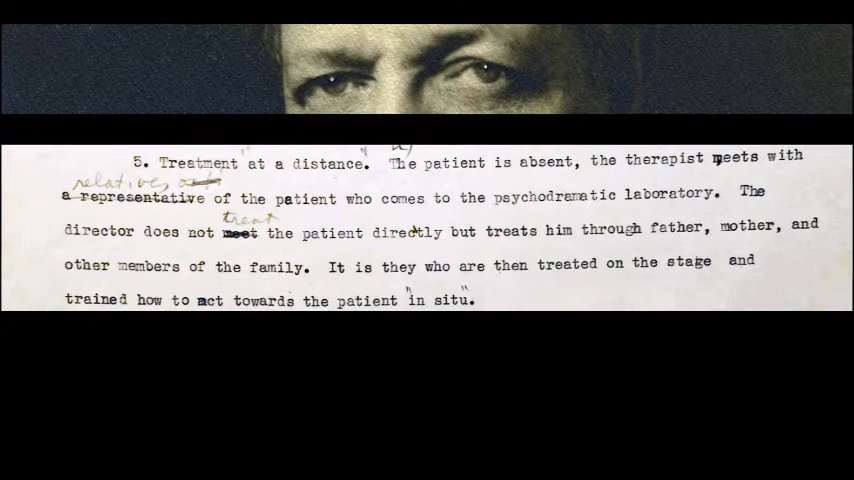 5. Treatment "at a distance." The patient is absent, the therapist meets with
relative,
a representative of the patient who comes to the psychodramatic laboratory. The
treat
director does not meet the patient directly but treats him through father, mother, and
other members of the family. It is they who are then treated on the stage and
trained how to act towards the patient "in situ".